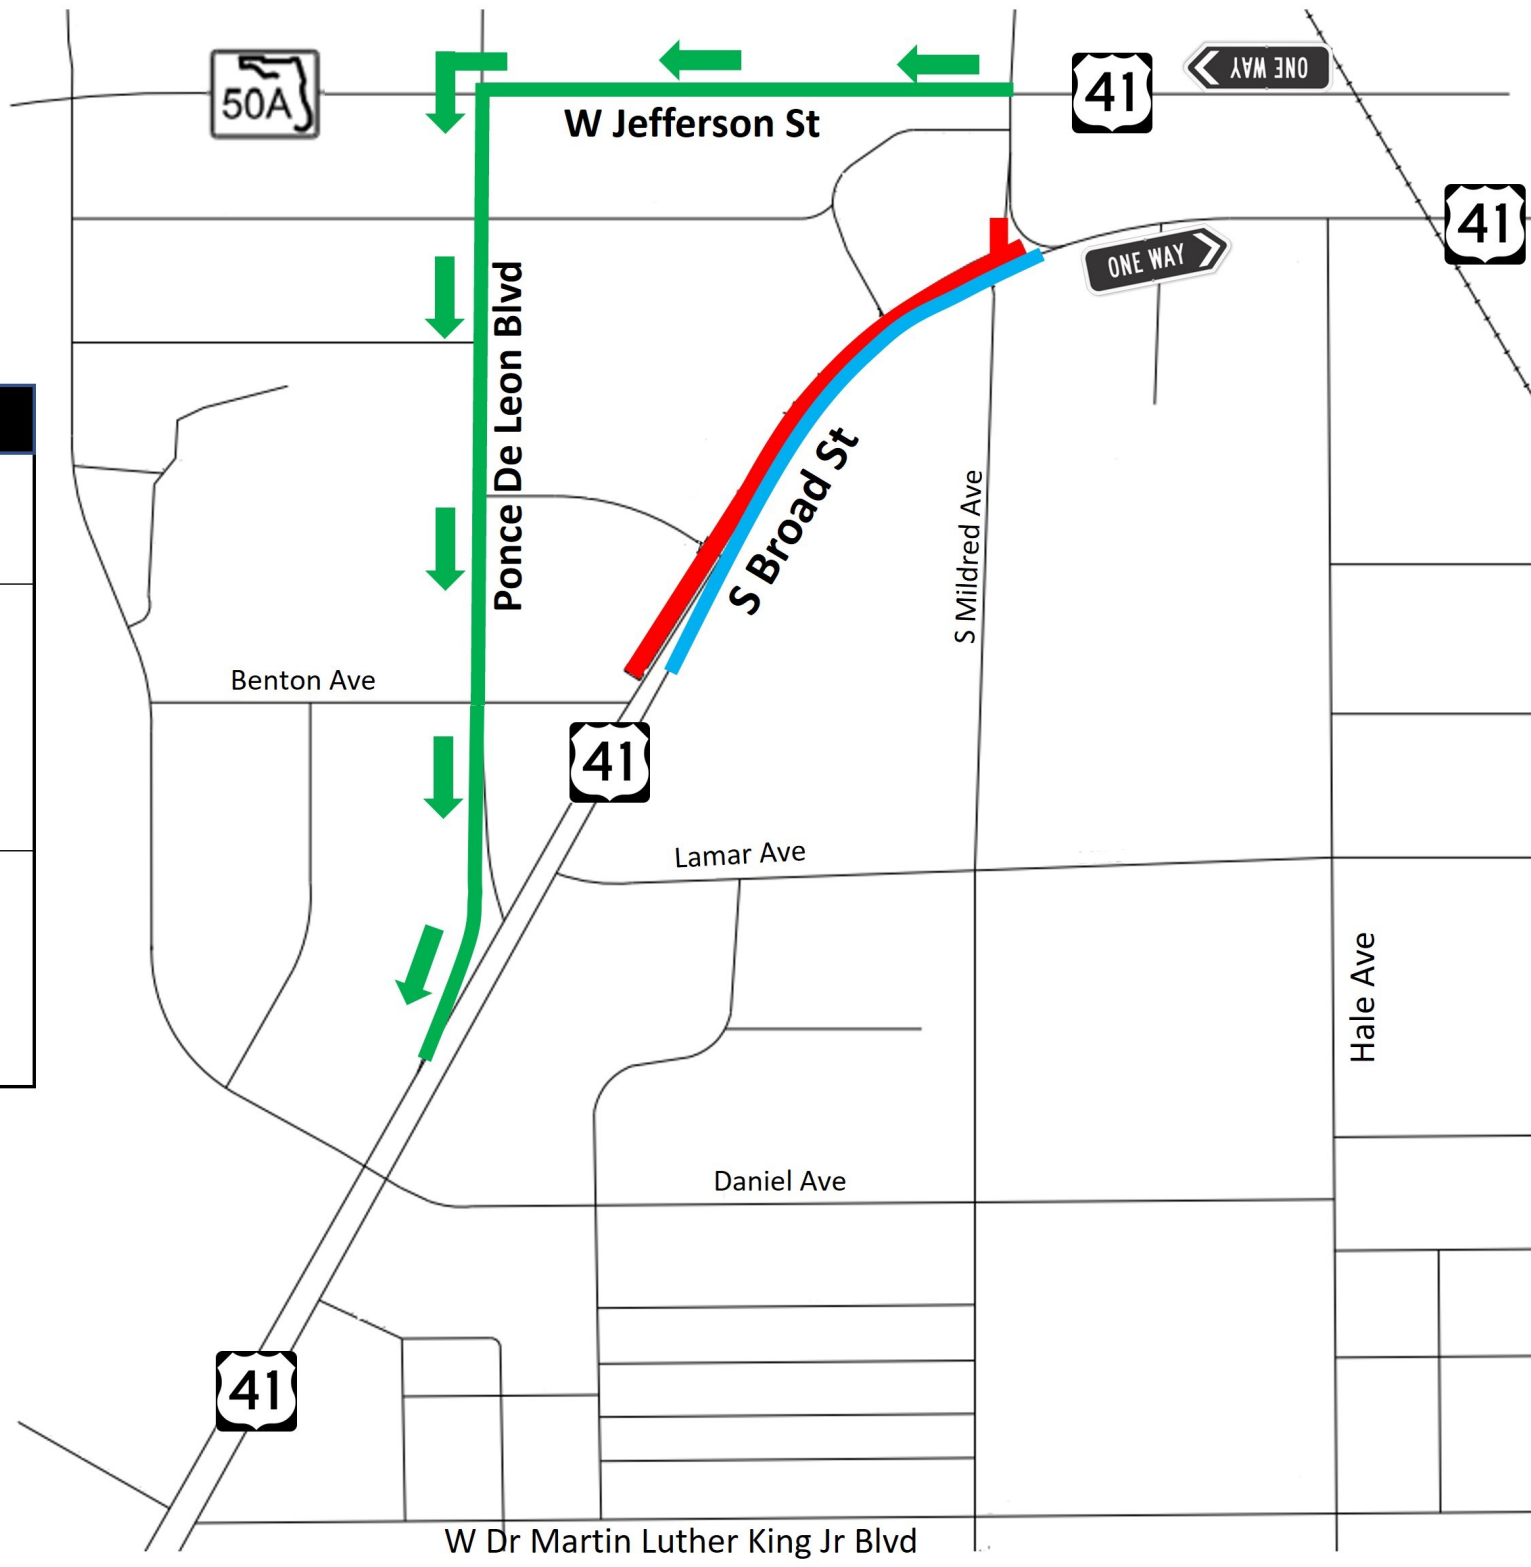 50A
41
ONE WAY
W Jefferson St
41
ONE WAY
Ponce De Leon Blvd
S Broad St
S Mildred Ave
Benton Ave
41
Lamar Ave
Hale Ave
Daniel Ave
41
W Dr Martin Luther King Jr Blvd